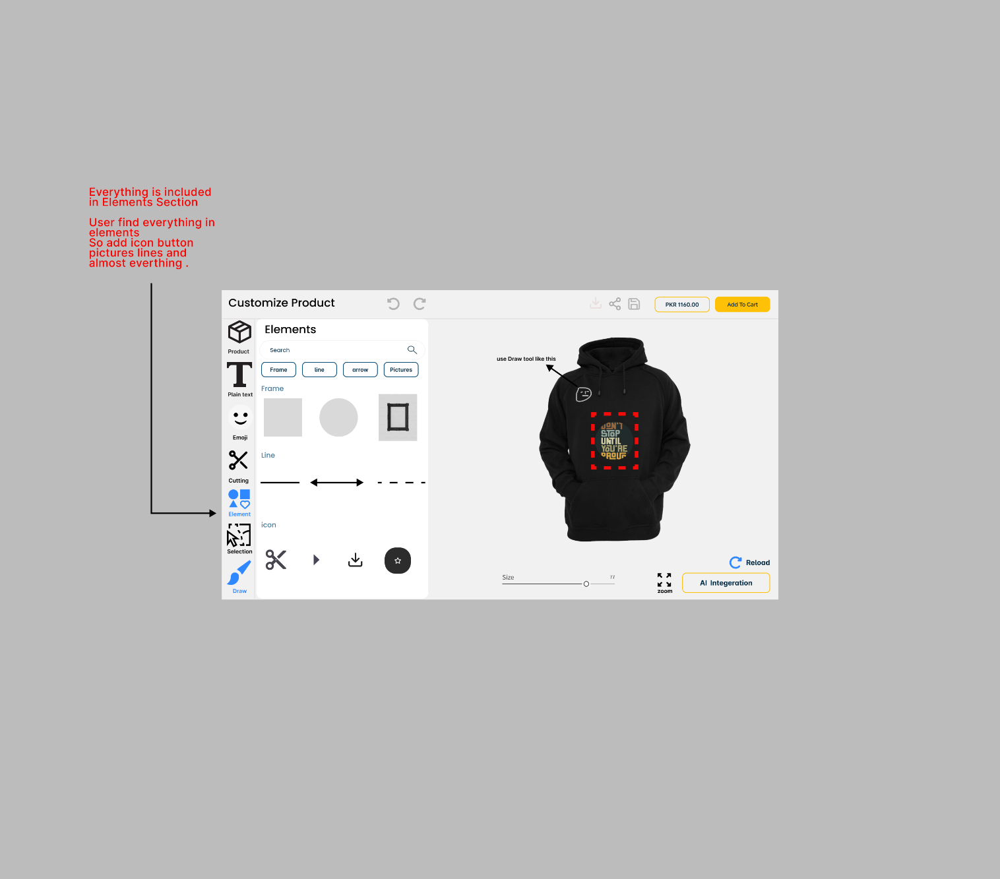 Everything is included
in Elements Section
User find everything in
elements
So add icon button
pictures lines and
almost everthing .
Customize Product
PKR 1160.00
Add To Cart
Product
Plain text
Emoji
Cutting
Element
Selection
Draw
Elements
Search
Frame
line
arrow
Pictures
Frame
Line
icon
use Draw tool like this
DON'T
STOP
UNTIL
YOU'RE
PROUD
Size
77
zoom
Reload
AI Integeration